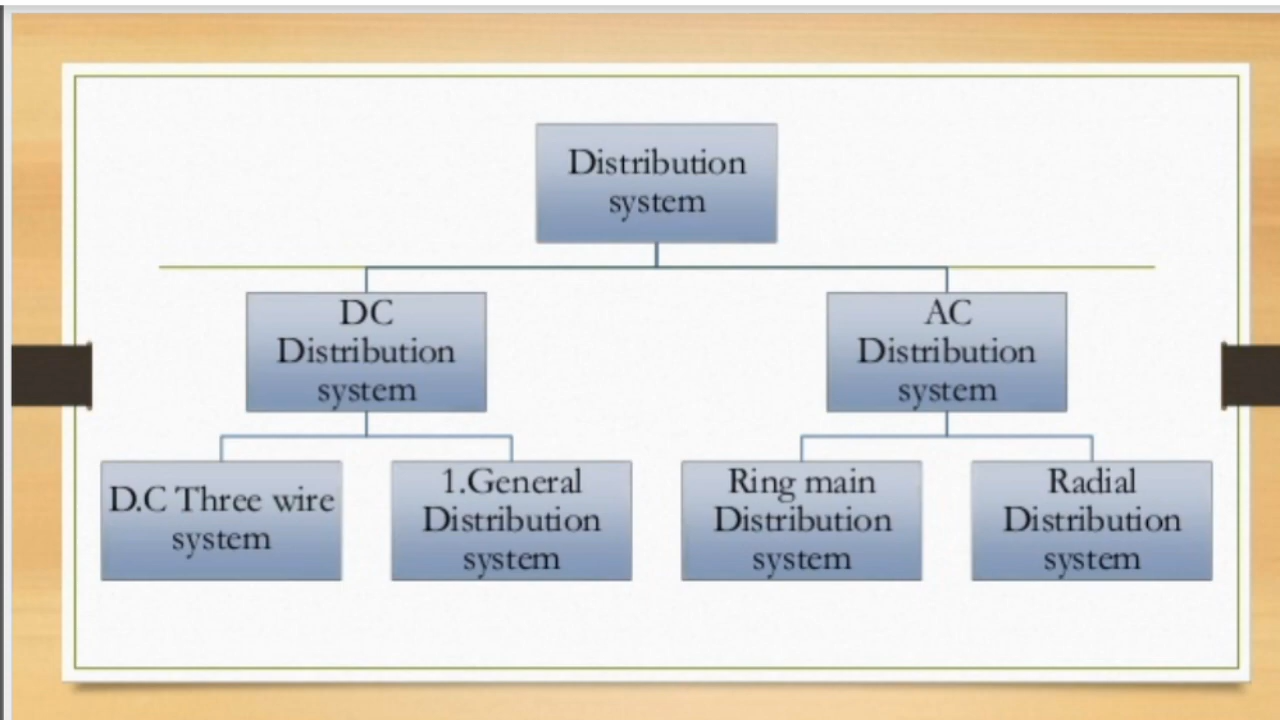 Distribution
system
DC
Distribution
system
AC
Distribution
system
D.C Three wire
system
1.General
Distribution
system
Ring main
Distribution
system
Radial
Distribution
system